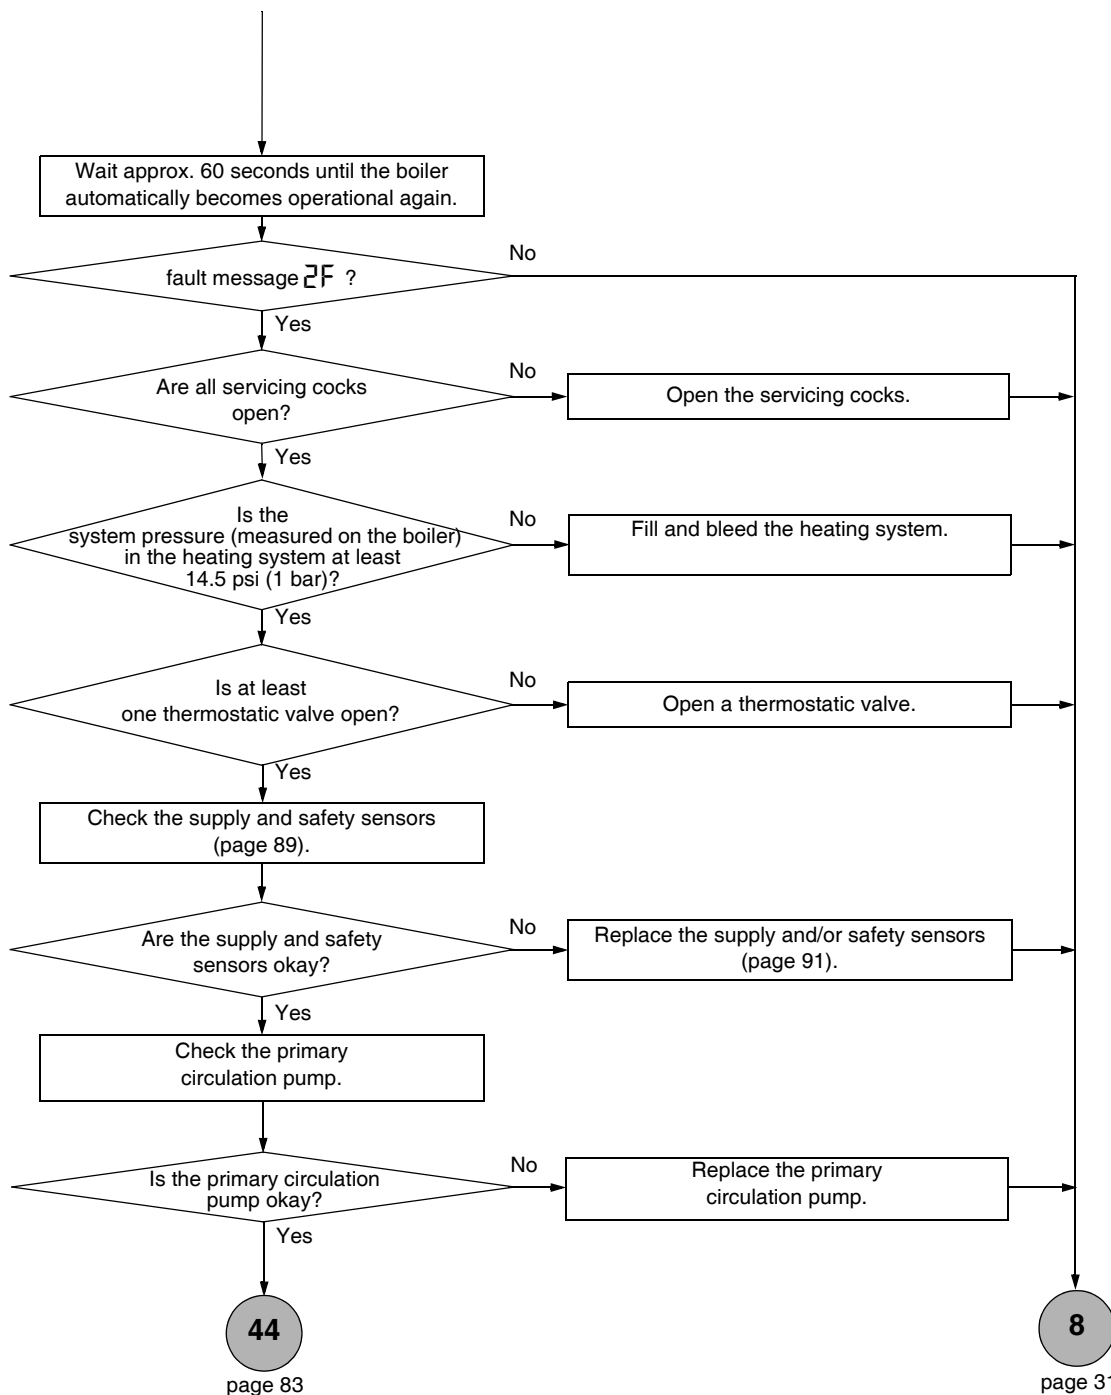 Wait approx. 60 seconds until the boiler
automatically becomes operational again.
No
fault message 2F ?
Yes
Are all servicing cocks
open?
No
Open the servicing cocks.
Yes
Is the
system pressure (measured on the boiler)
in the heating system at least
14.5 psi (1 bar)?
No
Fill and bleed the heating system.
Yes
Is at least
one thermostatic valve open?
No
Open a thermostatic valve.
Yes
Check the supply and safety sensors
(page 89).
Are the supply and safety
sensors okay?
No
Replace the supply and/or safety sensors
(page 91).
Yes
Check the primary
circulation pump.
Is the primary circulation
pump okay?
No
Replace the primary
circulation pump.
Yes
44
page 83
8
page 31